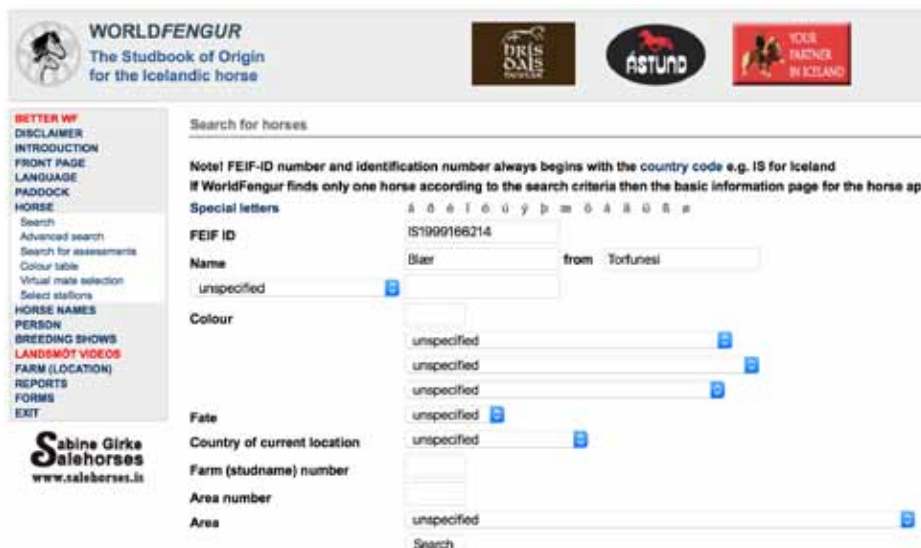 WORLDFENGUR
The Studbook of Origin
for the Icelandic horse
HRÍS
DALS
ÁSTUND
YOUR
PARTNER
IN ICELAND
BETTER WF
DISCLAIMER
INTRODUCTION
FRONT PAGE
LANGUAGE
PADDOCK
HORSE
Search
Advanced search
Search for assessments
Colour table
Virtual mate selection
Select stallions
HORSE NAMES
PERSON
BREEDING SHOWS
LANDSMÓT VIDEOS
FARM (LOCATION)
REPORTS
FORMS
EXIT
Sabine Girke
Salehorses
www.salehorses.is
Search for horses
Note! FEIF-ID number and identification number always begins with the country code e.g. IS for Iceland
If WorldFengur finds only one horse according to the search criteria then the basic information page for the horse ap
Special letters á ð é í ó ú ý þ æ ö å ä ü ß ø
FEIF ID IS1999166214
Name Blær from Torfunesi
unspecified
Colour
unspecified
unspecified
unspecified
Fate unspecified
Country of current location unspecified
Farm (studname) number
Area number
Area unspecified
Search